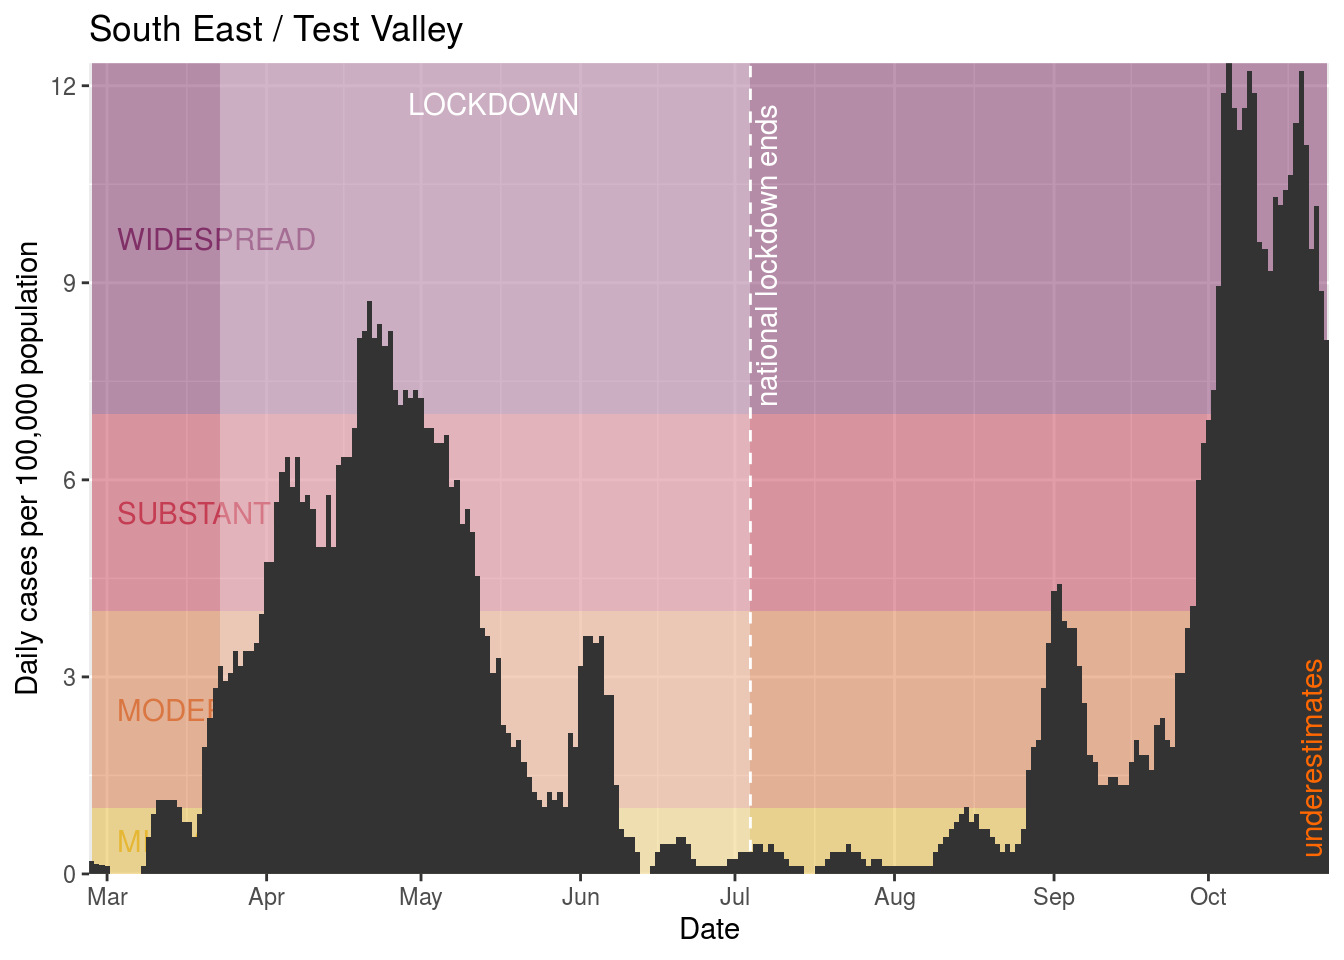 South East / Test Valley
Daily cases per 100,000 population
12
9
6
3
0
LOCKDOWN
national lockdown ends
WIDESPREAD
SUBSTANT
MODER
MI
underestimates
Mar
Apr
May
Jun
Jul
Aug
Sep
Oct
Date